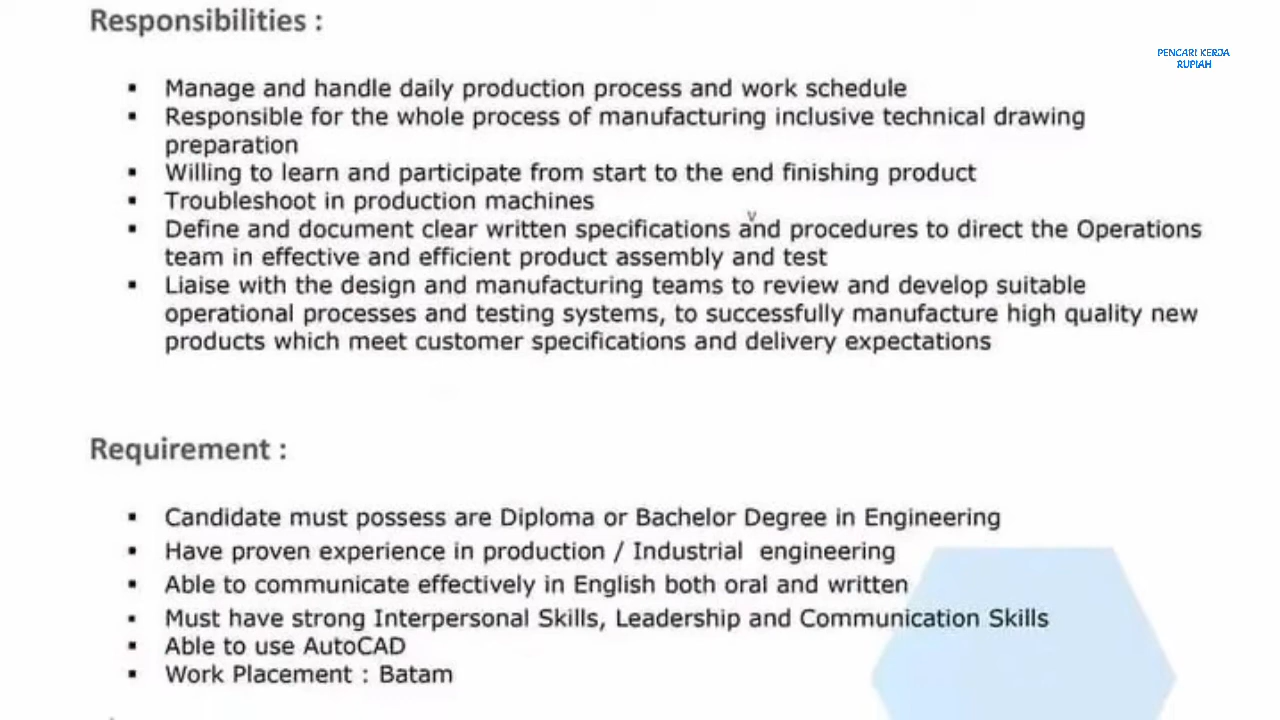 Responsibilities :
PENCARI KERJA
RUPIAH
▪ Manage and handle daily production process and work schedule
▪ Responsible for the whole process of manufacturing inclusive technical drawing
preparation
▪ Willing to learn and participate from start to the end finishing product
▪ Troubleshoot in production machines
▪ Define and document clear written specifications and procedures to direct the Operations
team in effective and efficient product assembly and test
▪ Liaise with the design and manufacturing teams to review and develop suitable
operational processes and testing systems, to successfully manufacture high quality new
products which meet customer specifications and delivery expectations
Requirement :
▪ Candidate must possess are Diploma or Bachelor Degree in Engineering
▪ Have proven experience in production / Industrial engineering
▪ Able to communicate effectively in English both oral and written
▪ Must have strong Interpersonal Skills, Leadership and Communication Skills
▪ Able to use AutoCAD
▪ Work Placement : Batam